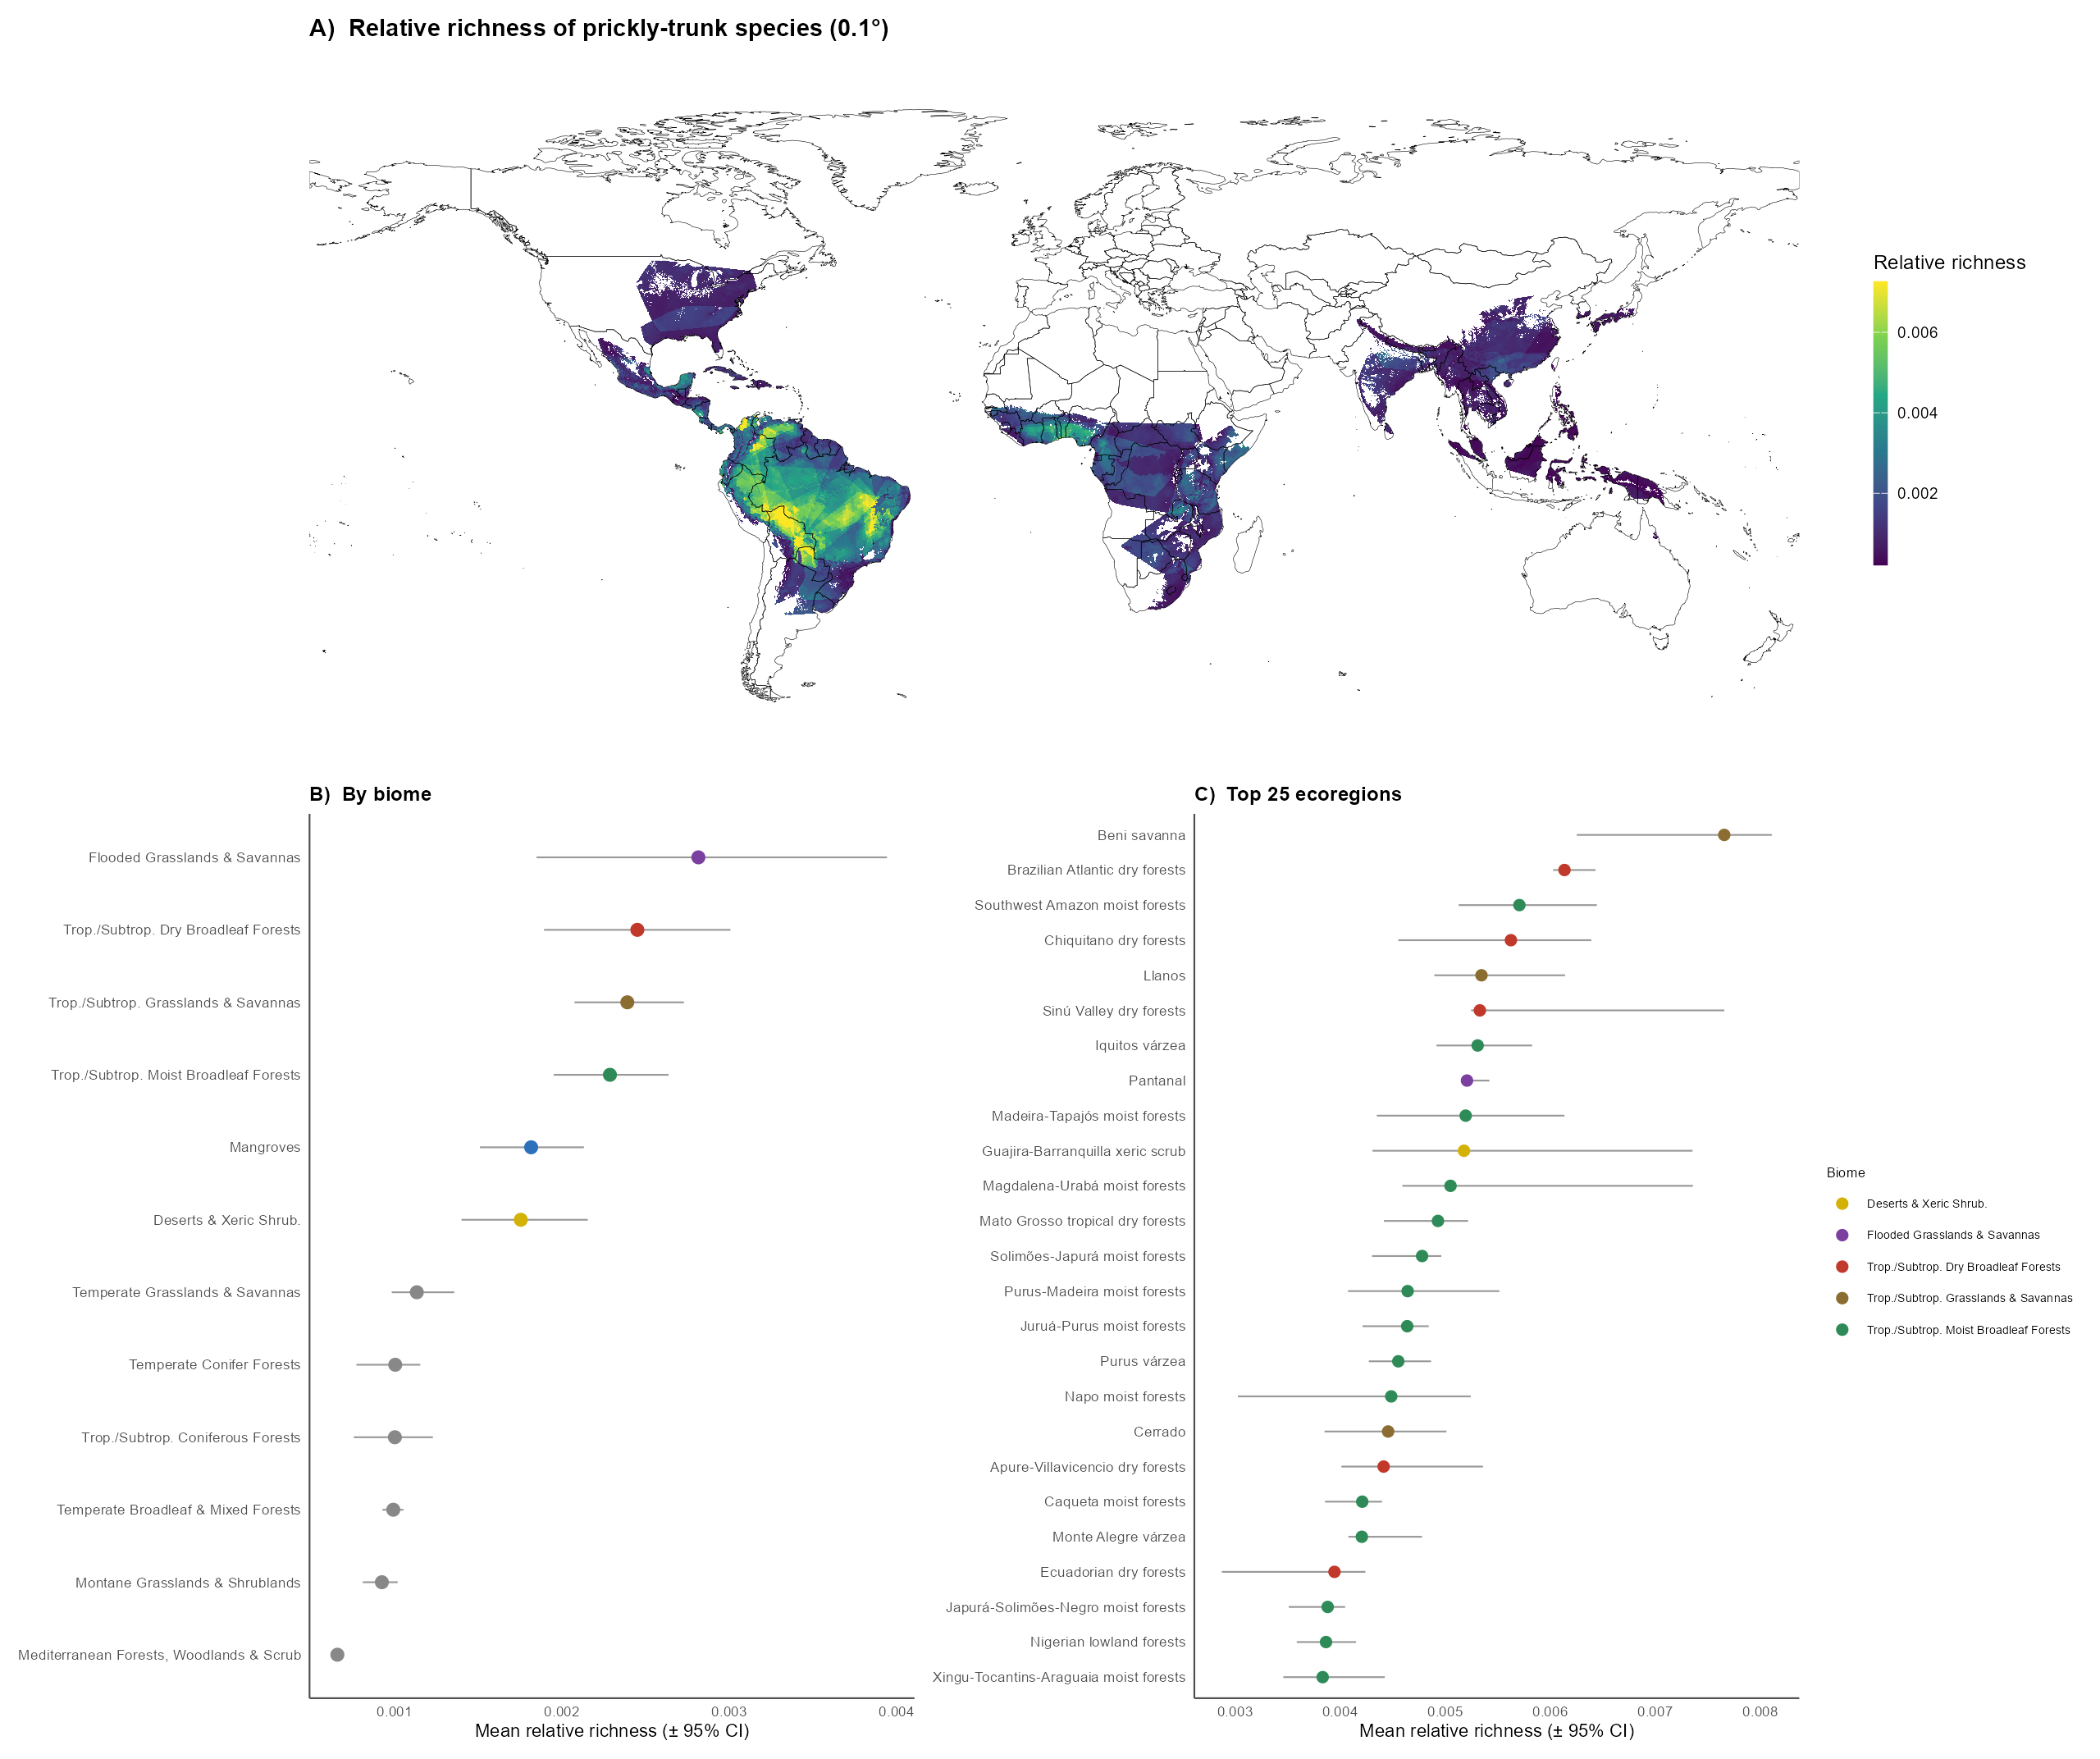 A)  Relative richness of prickly-trunk species (0.1°)
Relative richness
0.006
0.004
0.002
B)  By biome
Flooded Grasslands & Savannas
Trop./Subtrop. Dry Broadleaf Forests
Trop./Subtrop. Grasslands & Savannas
Trop./Subtrop. Moist Broadleaf Forests
Mangroves
Deserts & Xeric Shrub.
Temperate Grasslands & Savannas
Temperate Conifer Forests
Trop./Subtrop. Coniferous Forests
Temperate Broadleaf & Mixed Forests
Montane Grasslands & Shrublands
Mediterranean Forests, Woodlands & Scrub
0.001 0.002 0.003 0.004
Mean relative richness (± 95% CI)
C)  Top 25 ecoregions
Beni savanna
Brazilian Atlantic dry forests
Southwest Amazon moist forests
Chiquitano dry forests
Llanos
Sinú Valley dry forests
Iquitos várzea
Pantanal
Madeira-Tapajós moist forests
Guajira-Barranquilla xeric scrub
Magdalena-Urabá moist forests
Mato Grosso tropical dry forests
Solimões-Japurá moist forests
Purus-Madeira moist forests
Juruá-Purus moist forests
Purus várzea
Napo moist forests
Cerrado
Apure-Villavicencio dry forests
Caqueta moist forests
Monte Alegre várzea
Ecuadorian dry forests
Japurá-Solimões-Negro moist forests
Nigerian lowland forests
Xingu-Tocantins-Araguaia moist forests
0.003 0.004 0.005 0.006 0.007 0.008
Mean relative richness (± 95% CI)
Biome
Deserts & Xeric Shrub.
Flooded Grasslands & Savannas
Trop./Subtrop. Dry Broadleaf Forests
Trop./Subtrop. Grasslands & Savannas
Trop./Subtrop. Moist Broadleaf Forests